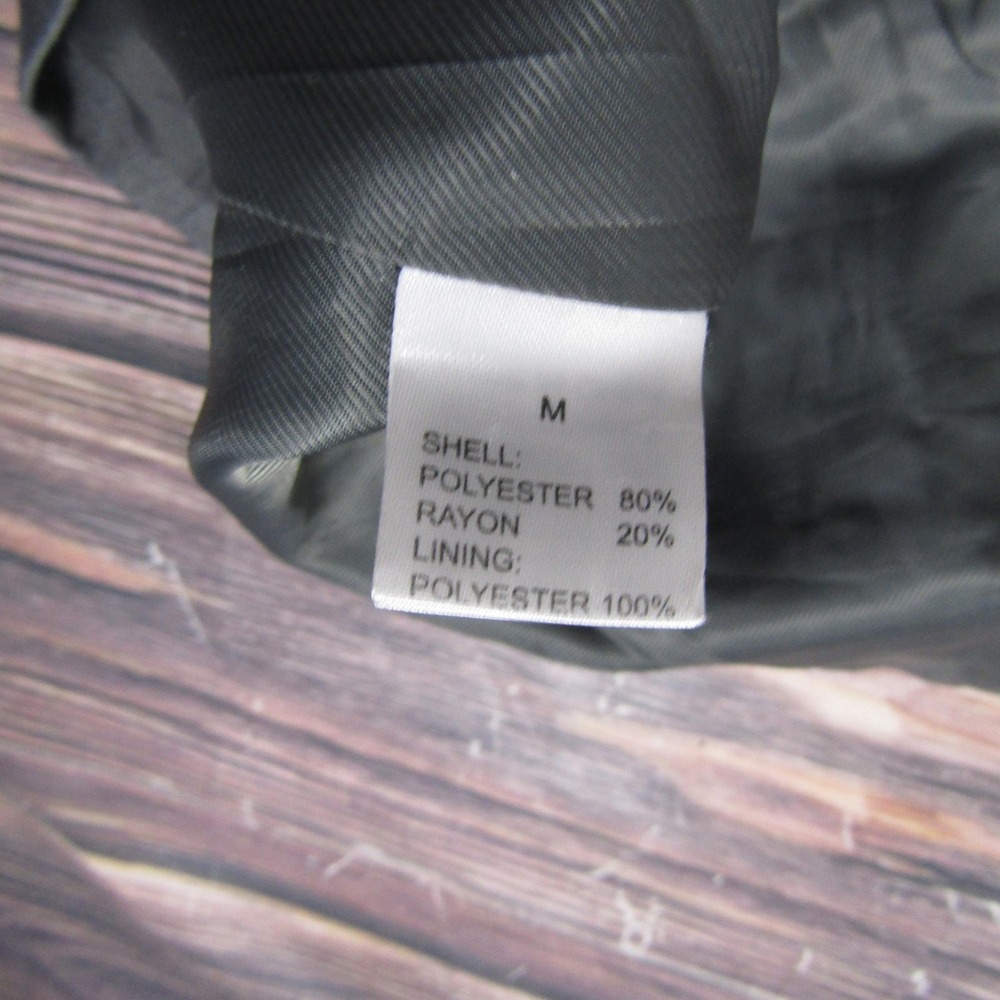 M
SHELL:
POLYESTER 80%
RAYON 20%
LINING:
POLYESTER 100%